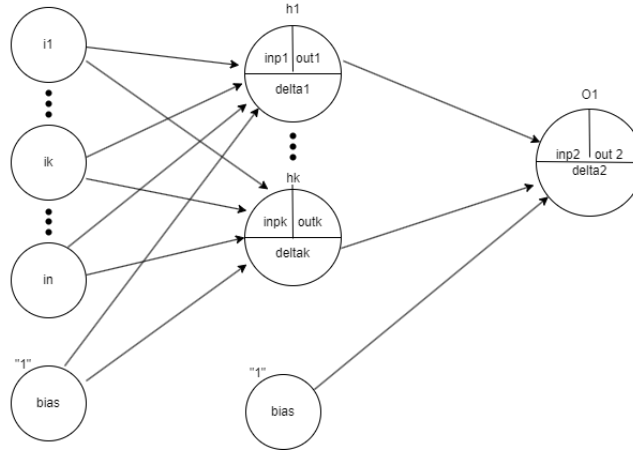 h1
i1
inp1 out1
delta1
O1
ik
inp2 out 2
delta2
hk
inpk outk
deltak
in
"1"
bias
"1"
bias